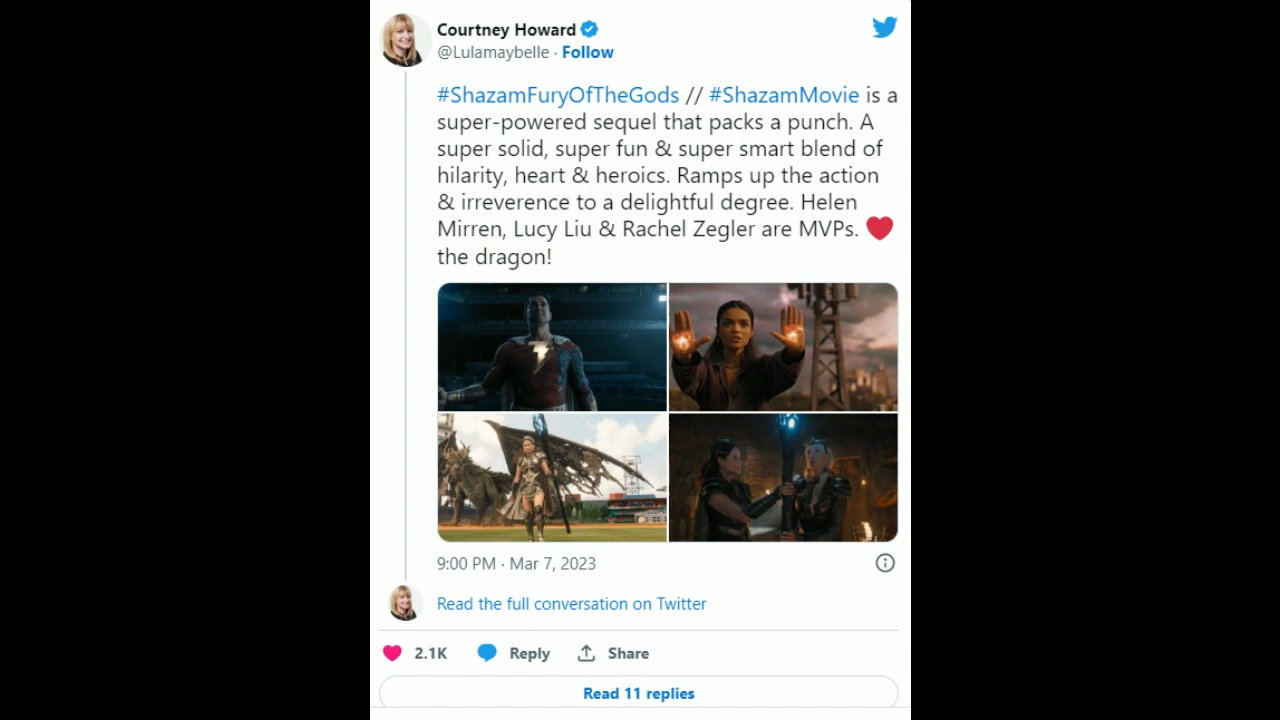 Courtney Howard
@Lulamaybelle · Follow
#ShazamFuryOfTheGods // #ShazamMovie is a
super-powered sequel that packs a punch. A
super solid, super fun & super smart blend of
hilarity, heart & heroics. Ramps up the action
& irreverence to a delightful degree. Helen
Mirren, Lucy Liu & Rachel Zegler are MVPs. ❤️
the dragon!
9:00 PM · Mar 7, 2023
Read the full conversation on Twitter
2.1K Reply Share
Read 11 replies